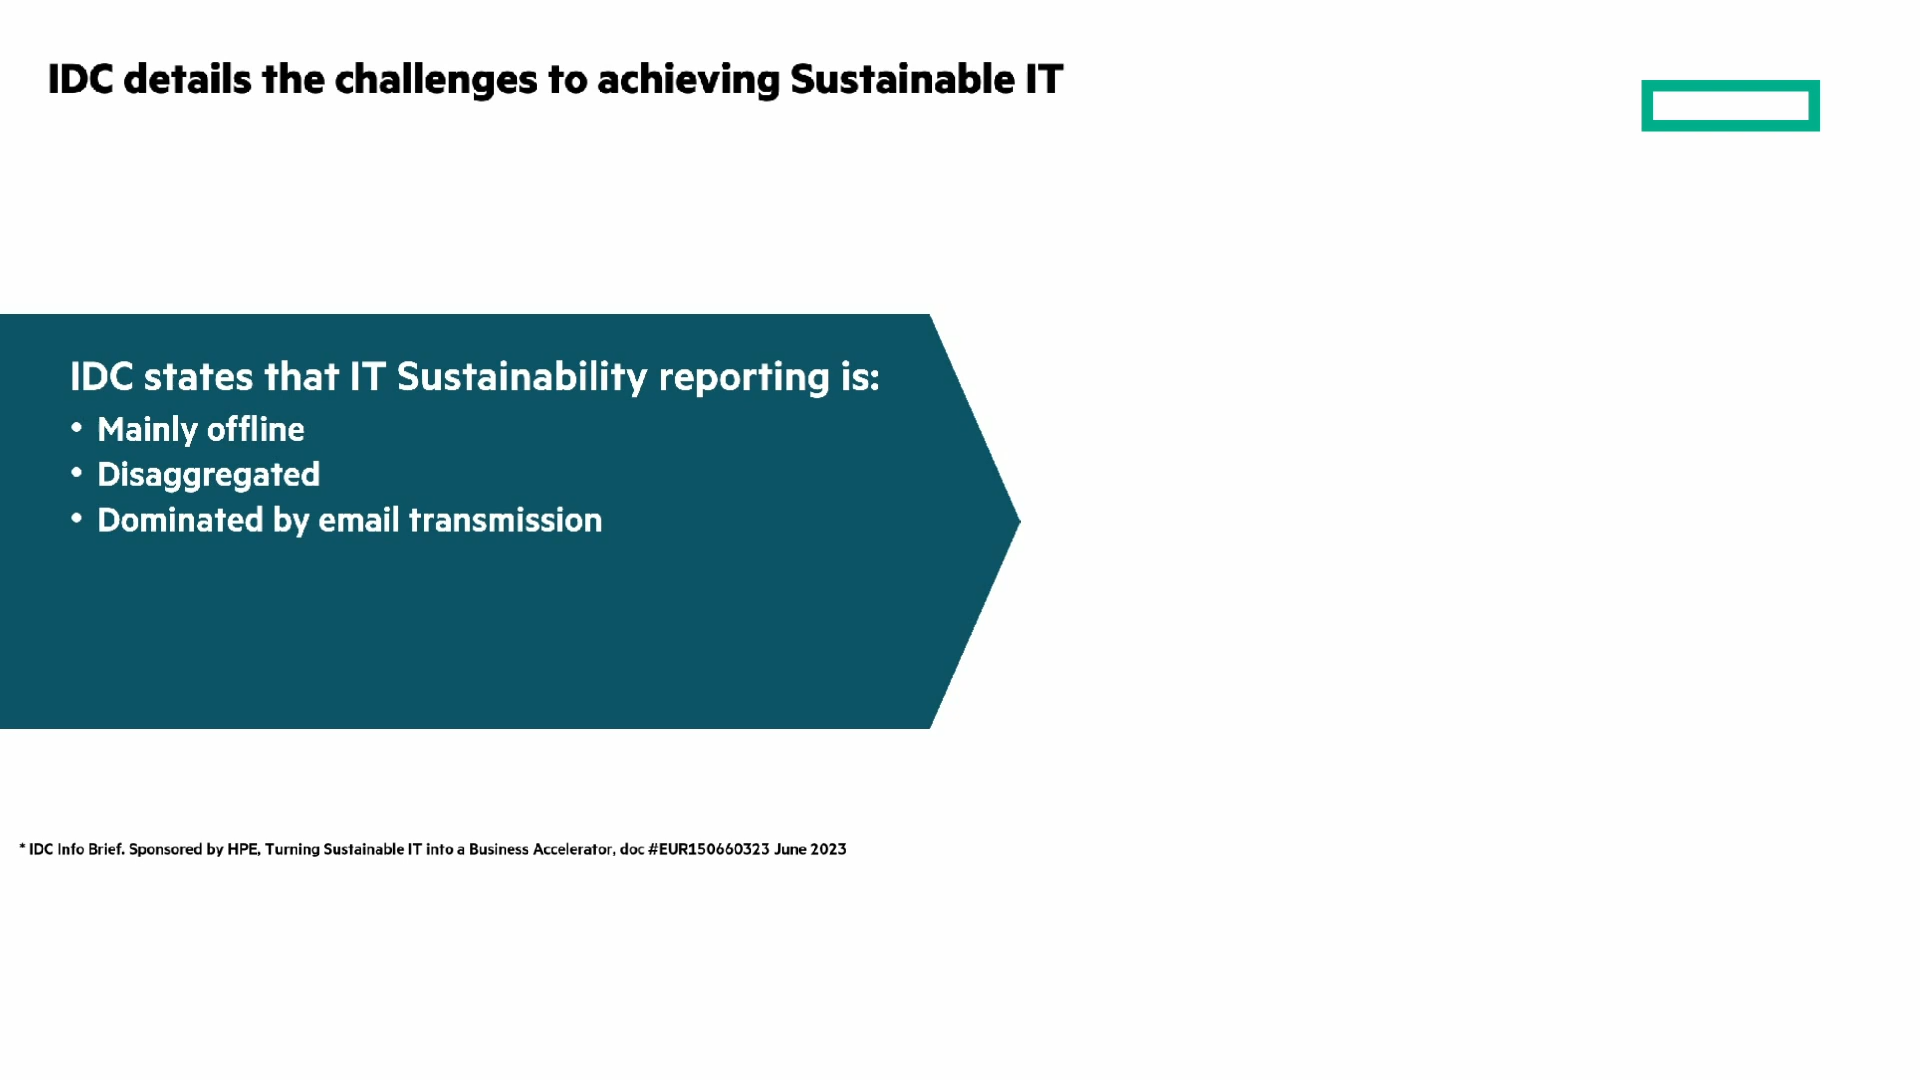 IDC details the challenges to achieving Sustainable IT
IDC states that IT Sustainability reporting is:
• Mainly offline
• Disaggregated
• Dominated by email transmission
* IDC Info Brief. Sponsored by HPE, Turning Sustainable IT into a Business Accelerator, doc #EUR150660323 June 2023